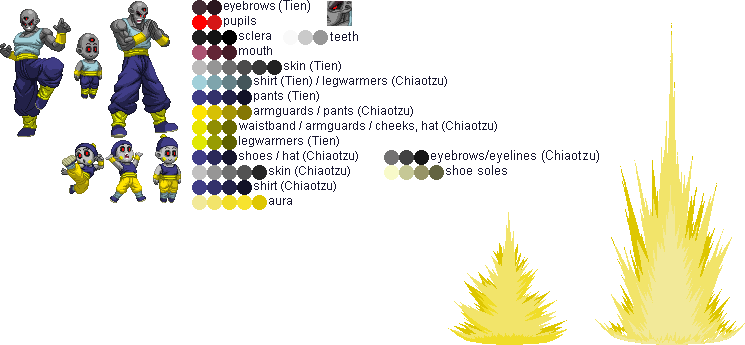 eyebrows (Tien)
pupils
sclera
teeth
mouth
skin (Tien)
shirt (Tien) / legwarmers (Chiaotzu)
pants (Tien)
armguards / pants (Chiaotzu)
waistband / armguards / cheeks, hat (Chiaotzu)
legwarmers (Tien)
shoes / hat (Chiaotzu)
eyebrows/eyelines (Chiaotzu)
skin (Chiaotzu)
shoe soles
shirt (Chiaotzu)
aura